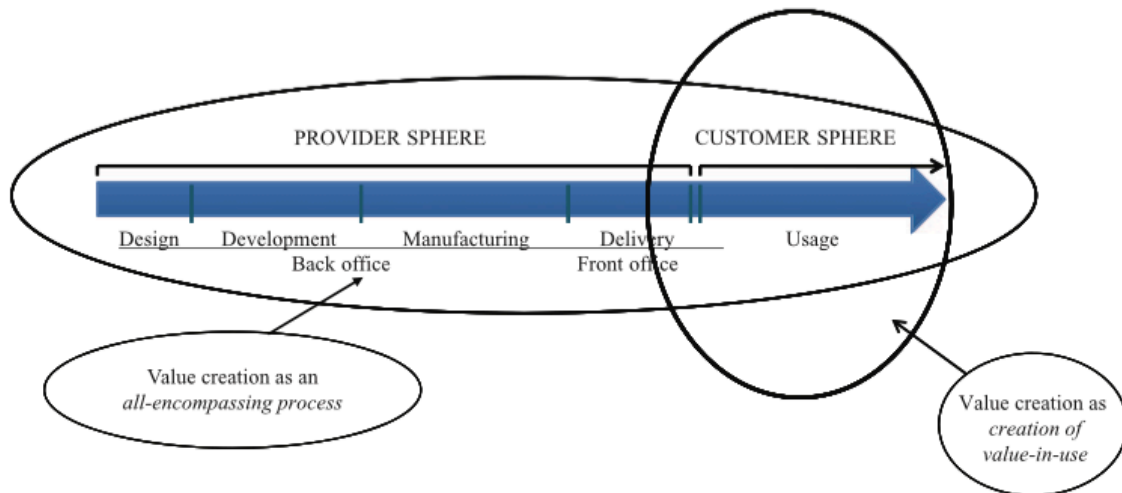 PROVIDER SPHERE
CUSTOMER SPHERE
Design
Development
Manufacturing
Delivery
Usage
Back office
Front office
Value creation as an
all-encompassing process
Value creation as
creation of
value-in-use